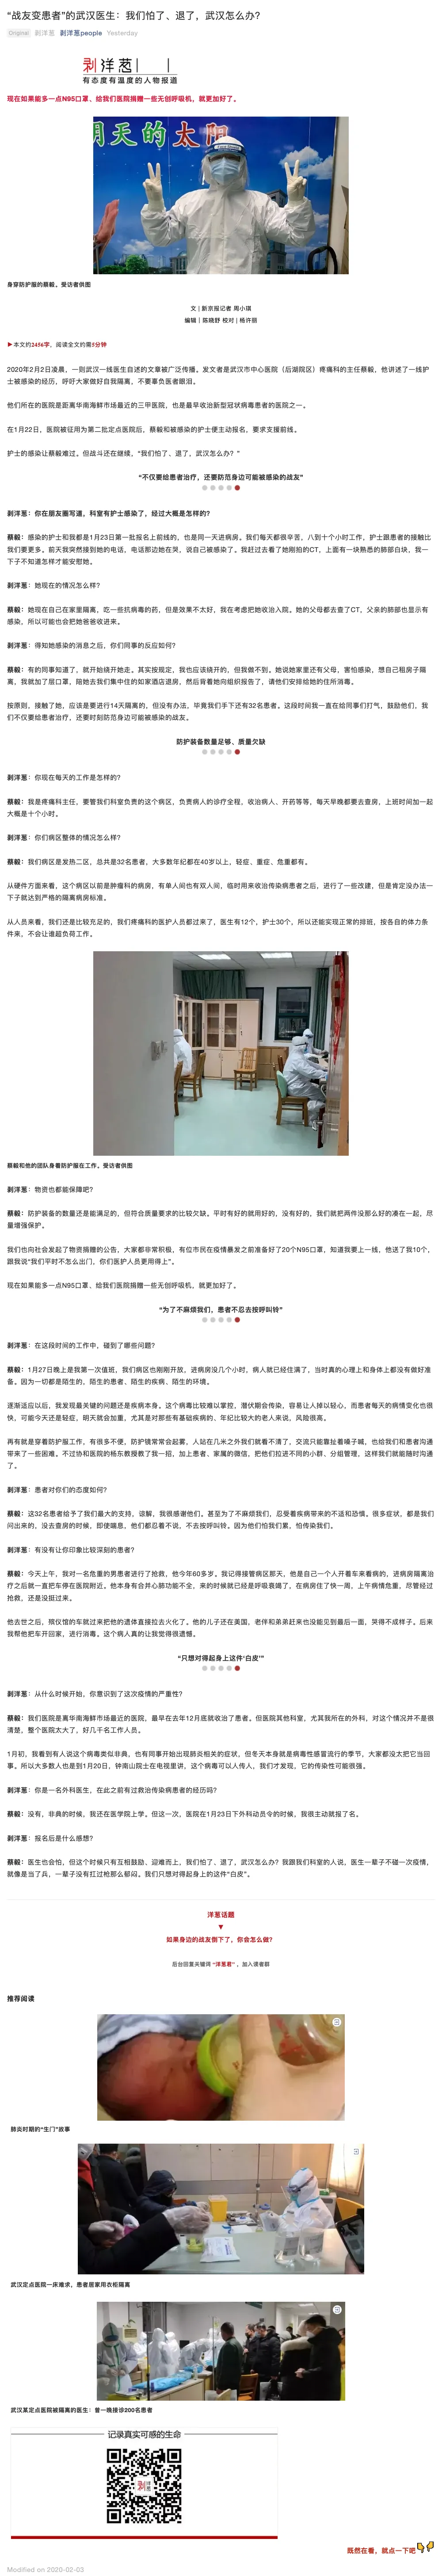 “战友变患者”的武汉医生：我们怕了、退了，武汉怎么办？
Original 剥洋葱 剥洋葱people Yesterday
剥洋葱
有态度有温度的人物报道
现在如果能多一点N95口罩、给我们医院捐赠一些无创呼吸机，就更加好了。
明天的太阳
身穿防护服的蔡毅。受访者供图
文 | 新京报记者 周小琪
编辑 | 陈晓舒 校对 | 杨许丽
▶本文约2456字，阅读全文约需5分钟
2020年2月2日凌晨，一则武汉一线医生自述的文章被广泛传播。发文者是武汉市中心医院（后湖院区）疼痛科的主任蔡毅，他讲述了一线护
士被感染的经历，呼吁大家做好自我隔离，不要辜负医者眼泪。
他们所在的医院是距离华南海鲜市场最近的三甲医院，也是最早收治新型冠状病毒患者的医院之一。
在1月22日，医院被征用为第二批定点医院后，蔡毅和被感染的护士便主动报名，要求支援前线。
护士的感染让蔡毅难过。但战斗还在继续，“我们怕了、退了，武汉怎么办？”
“不仅要给患者治疗，还要防范身边可能被感染的战友”
剥洋葱：你在朋友圈写道，科室有护士感染了，经过大概是怎样的？
蔡毅：感染的护士和我都是1月23日第一批报名上前线的，也是同一天进病房。我们每天都很辛苦，八到十个小时工作，护士跟患者的接触比
我们要更多。前天我突然接到她的电话，电话那边她在哭，说自己被感染了。我赶过去看了她刚拍的CT，上面有一块熟悉的肺部白块，我一
下子不知道怎样才能安慰她。
剥洋葱：她现在的情况怎么样？
蔡毅：她现在自己在家里隔离，吃一些抗病毒的药，但是效果不太好，我在考虑把她收治入院。她的父母都去查了CT，父亲的肺部也显示有
感染，所以可能也会把她爸爸收进来。
剥洋葱：得知她感染的消息之后，你们同事的反应如何？
蔡毅：有的同事知道了，就开始绕开她走。其实按规定，我也应该绕开的，但我做不到。她说她家里还有父母，害怕感染，想自己租房子隔
离，我就加了层口罩，陪她去我们集中住的如家酒店退房，然后背着她向组织报告了，请他们安排给她的住所消毒。
按原则，接触了她，应该是要进行14天隔离的，但没有办法，毕竟我们手下还有32名患者。这段时间我一直在给同事们打气，鼓励他们，我
们不仅要给患者治疗，还要时刻防范身边可能被感染的战友。
防护装备数量足够、质量欠缺
剥洋葱：你现在每天的工作是怎样的？
蔡毅：我是疼痛科主任，要管我们科室负责的这个病区，负责病人的诊疗全程，收治病人、开药等等，每天早晚都要去查房，上班时间加一起
大概是十个小时。
剥洋葱：你们病区整体的情况怎么样？
蔡毅：我们病区是发热二区，总共是32名患者，大多数年纪都在40岁以上，轻症、重症、危重都有。
从硬件方面来看，这个病区以前是肿瘤科的病房，有单人间也有双人间，临时用来收治传染病患者之后，进行了一些改建，但是肯定没办法一
下子就达到严格的隔离病房标准。
从人员来看，我们还是比较充足的，我们疼痛科的医护人员都过来了，医生有12个，护士30个，所以还能实现正常的排班，按各自的体力条
件来，不会让谁超负荷工作。
蔡毅和他的团队身着防护服在工作。受访者供图
剥洋葱：物资也都能保障吧？
蔡毅：防护装备的数量还是能满足的，但符合质量要求的比较欠缺。平时有好的就用好的，没有好的，我们就把两件没那么好的凑在一起，尽
量增强保护。
我们也向社会发起了物资捐赠的公告，大家都非常积极，有位市民在疫情暴发之前准备好了20个N95口罩，知道我要上一线，他送了我10个，
跟我说“我们平时不怎么出门，你们医护人员更用得上”。
现在如果能多一点N95口罩、给我们医院捐赠一些无创呼吸机，就更加好了。
“为了不麻烦我们，患者不忍去按呼叫铃”
剥洋葱：在这段时间的工作中，碰到了哪些问题？
蔡毅：1月27日晚上是我第一次值班，我们病区也刚刚开放，进病房没几个小时，病人就已经住满了，当时真的心理上和身体上都没有做好准
备。因为一切都是陌生的，陌生的患者、陌生的疾病、陌生的环境。
逐渐适应以后，我发现最关键的问题还是疾病本身。这个病毒比较难以掌控，潜伏期会传染，容易让人掉以轻心，而患者每天的病情变化也很
快，可能今天还是轻症，明天就会加重，尤其是对那些有基础疾病的、年纪比较大的老人来说，风险很高。
再有就是穿着防护服工作，有很多不便，防护镜常常会起雾，人站在几米之外我们就看不清了，交流只能靠扯着嗓子喊，也给我们和患者沟通
带来了一些困难。不过协和医院的杨东教授教了我一招，加上患者、家属的微信，把他们拉进不同的小群、分组管理，这样我们就能随时沟通
了。
剥洋葱：患者对你们的态度如何？
蔡毅：这32名患者给予了我们最大的支持，谅解，我很感谢他们。甚至为了不麻烦我们，忍受着疾病带来的不适和恐慌。很多症状，都是我们
问出来的，没去查房的时候，即使喘息，他们都忍着不说，不去按呼叫铃。因为他们怕我们累，怕传染我们。
剥洋葱：有没有让你印象比较深刻的患者？
蔡毅：今天上午，我对一名危重的男患者进行了抢救，他今年60多岁。我记得接管病区那天，他是自己一个人开着车来看病的，进病房隔离治
疗之后就一直把车停在医院附近。他本身有合并心肺功能不全，来的时候就已经是呼吸衰竭了，在病房住了快一周，上午病情危重，尽管经过
抢救，还是没挺过来。
他去世之后，殡仪馆的车就过来把他的遗体直接拉去火化了。他的儿子还在美国，老伴和弟弟赶来也没能见到最后一面，哭得不成样子。后来
我帮他把车开回家，进行消毒。这个病人真的让我觉得很遗憾。
“只想对得起身上这件‘白皮’”
剥洋葱：从什么时候开始，你意识到了这次疫情的严重性？
蔡毅：我们医院是离华南海鲜市场最近的医院，最早在去年12月底就收治了患者。但医院其他科室，尤其我所在的外科，对这个情况并不是很
清楚，整个医院太大了，好几千名工作人员。
1月初，我看到有人说这个病毒类似非典，也有同事开始出现肺炎相关的症状，但冬天本身就是病毒性感冒流行的季节，大家都没太把它当回
事。所以大多数人也是到1月20日，钟南山院士在电视里讲，这个病毒可以人传人，我们才发现，它的传染性可能很强。
剥洋葱：你是一名外科医生，在此之前有过救治传染病患者的经历吗？
蔡毅：没有，非典的时候，我还在医学院上学。但这一次，医院在1月23日下外科动员令的时候，我很主动就报了名。
剥洋葱：报名后是什么感想？
蔡毅：医生也会怕，但这个时候只有互相鼓励、迎难而上，我们怕了、退了，武汉怎么办？我跟我们科室的人说，医生一辈子不碰一次疫情，
就像是当了兵，一辈子没有扛过枪那么郁闷。我们只想对得起身上的这件“白皮”。
洋葱话题
▼
如果身边的战友倒下了，你会怎么做？
后台回复关键词 “洋葱君” ，加入读者群
推荐阅读
肺炎时期的“生门”故事
武汉定点医院一床难求，患者居家用衣柜隔离
武汉某定点医院被隔离的医生：曾一晚接诊200名患者
记录真实可感的生命
剥洋葱
既然在看，就点一下吧
Modified on 2020-02-03